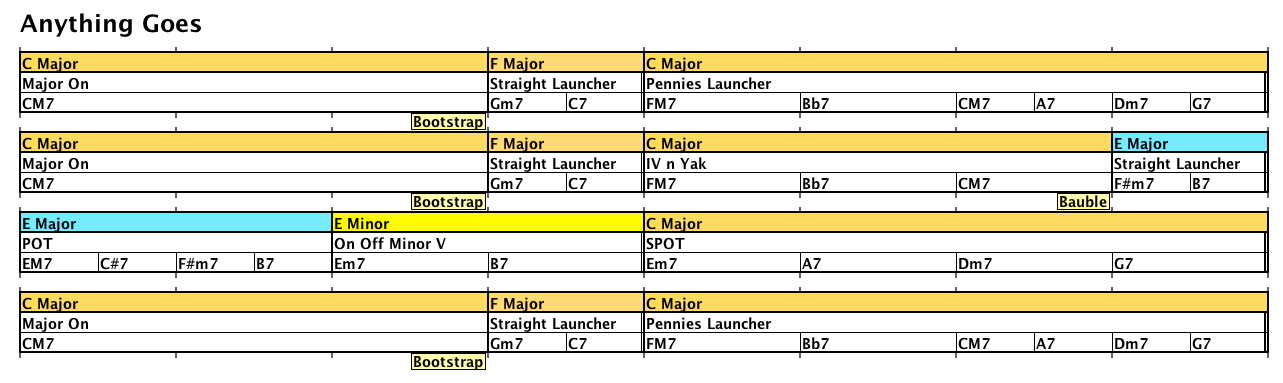 Anything Goes
C Major F Major C Major
Major On Straight Launcher Pennies Launcher
CM7 Gm7 C7 FM7 Bb7 CM7 A7 Dm7 G7
Bootstrap
C Major F Major C Major E Major
Major On Straight Launcher IV n Yak Straight Launcher
CM7 Gm7 C7 FM7 Bb7 CM7 F#m7 B7
Bootstrap Bauble
E Major E Minor C Major
POT On Off Minor V SPOT
EM7 C#7 F#m7 B7 Em7 B7 Em7 A7 Dm7 G7
C Major F Major C Major
Major On Straight Launcher Pennies Launcher
CM7 Gm7 C7 FM7 Bb7 CM7 A7 Dm7 G7
Bootstrap